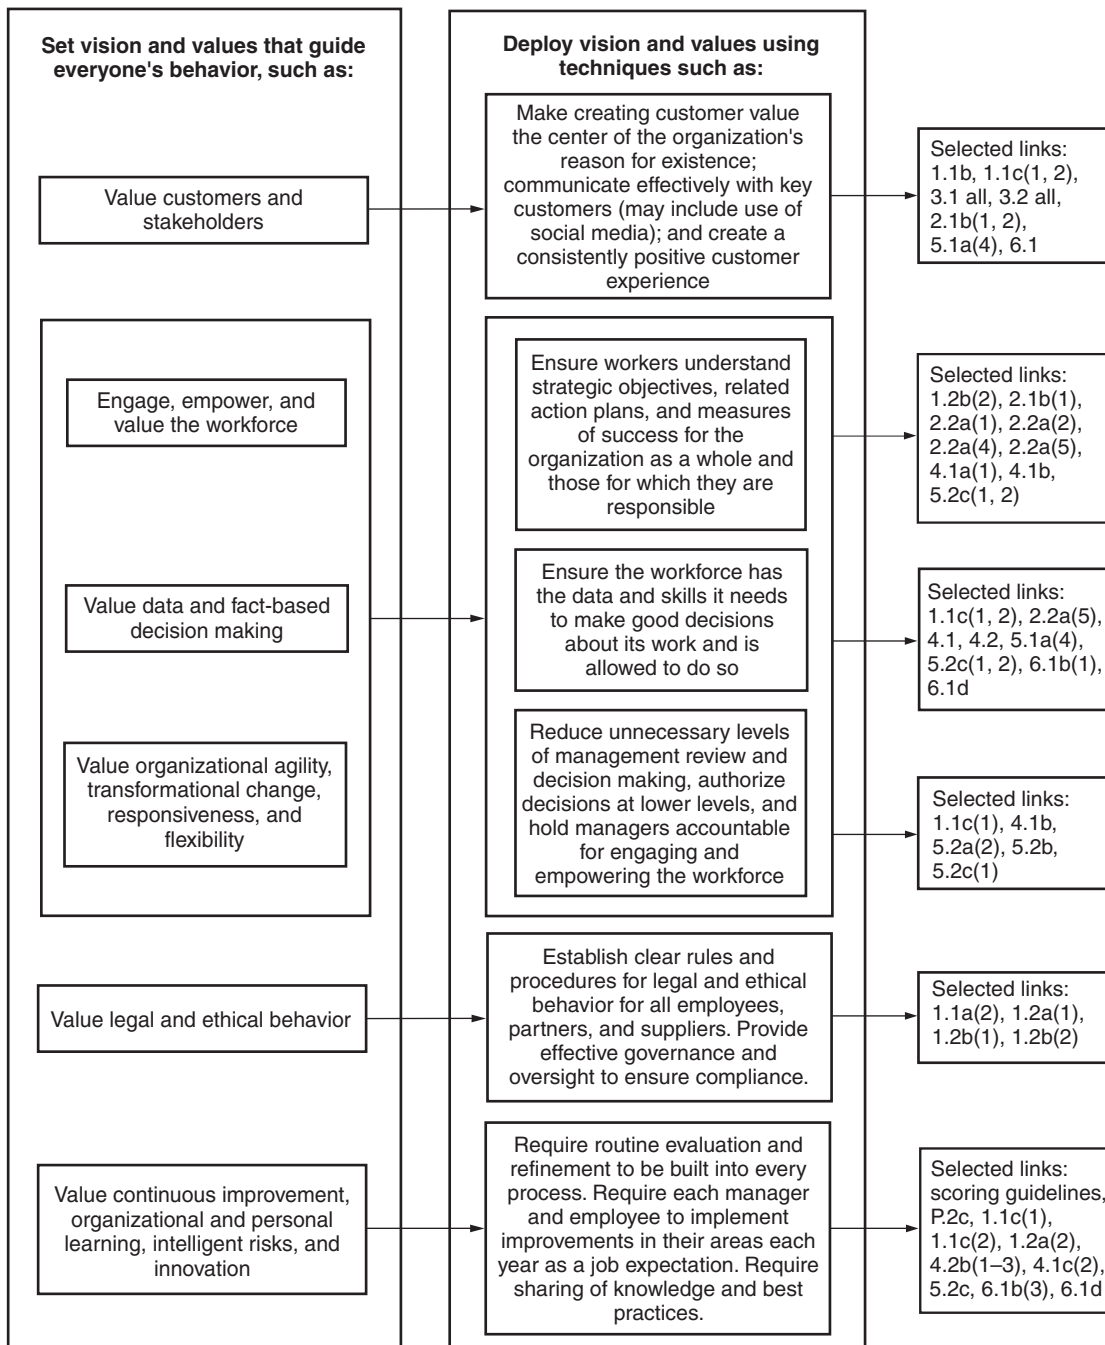 Set vision and values that guide
everyone's behavior, such as:
Deploy vision and values using
techniques such as:
Value customers and
stakeholders
Make creating customer value
the center of the organization's
reason for existence;
communicate effectively with key
customers (may include use of
social media); and create a
consistently positive customer
experience
Selected links:
1.1b, 1.1c(1, 2),
3.1 all, 3.2 all,
2.1b(1, 2),
5.1a(4), 6.1
Engage, empower, and
value the workforce
Ensure workers understand
strategic objectives, related
action plans, and measures
of success for the
organization as a whole and
those for which they are
responsible
Selected links:
1.2b(2), 2.1b(1),
2.2a(1), 2.2a(2),
2.2a(4), 2.2a(5),
4.1a(1), 4.1b,
5.2c(1, 2)
Value data and fact-based
decision making
Ensure the workforce has
the data and skills it needs
to make good decisions
about its work and is
allowed to do so
Selected links:
1.1c(1, 2), 2.2a(5),
4.1, 4.2, 5.1a(4),
5.2c(1, 2), 6.1b(1),
6.1d
Value organizational agility,
transformational change,
responsiveness, and
flexibility
Reduce unnecessary levels
of management review and
decision making, authorize
decisions at lower levels, and
hold managers accountable
for engaging and
empowering the workforce
Selected links:
1.1c(1), 4.1b,
5.2a(2), 5.2b,
5.2c(1)
Value legal and ethical behavior
Establish clear rules and
procedures for legal and ethical
behavior for all employees,
partners, and suppliers. Provide
effective governance and
oversight to ensure compliance.
Selected links:
1.1a(2), 1.2a(1),
1.2b(1), 1.2b(2)
Value continuous improvement,
organizational and personal
learning, intelligent risks, and
innovation
Require routine evaluation and
refinement to be built into every
process. Require each manager
and employee to implement
improvements in their areas each
year as a job expectation. Require
sharing of knowledge and best
practices.
Selected links:
scoring guidelines,
P.2c, 1.1c(1),
1.1c(2), 1.2a(2),
4.2b(1–3), 4.1c(2),
5.2c, 6.1b(3), 6.1d